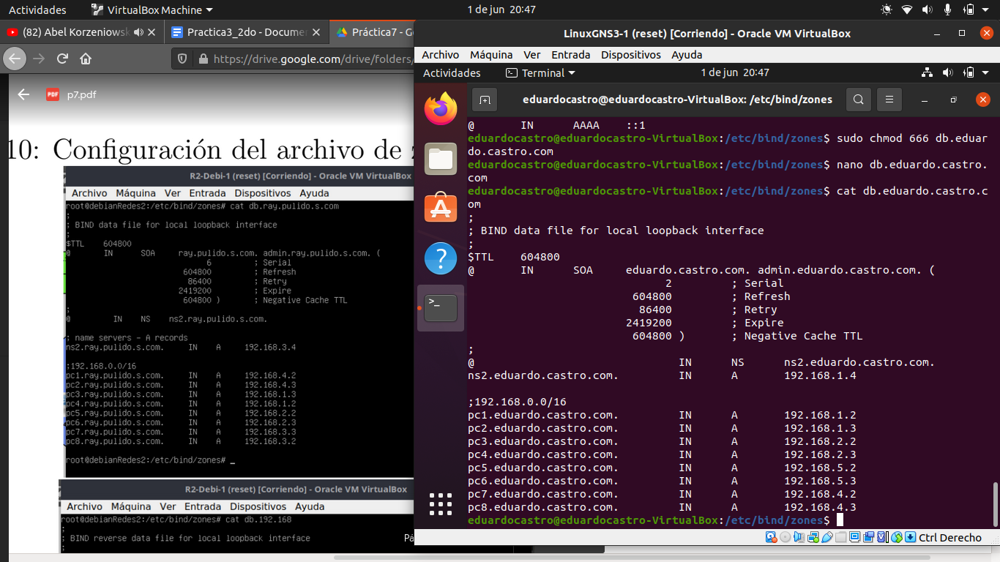 Actividades
VirtualBox Machine
1 de jun 20:47
(82) Abel Korzeniowsk
Practica3_2do - Documen
Práctica7 - Go
https://drive.google.com/drive/folders/
PDF
p7.pdf
10: Configuración del archivo de z
R2-Debi-1 (reset) [Corriendo] - Oracle VM VirtualBox
Archivo Máquina Ver Entrada Dispositivos Ayuda
root@debianRedes2:/etc/bind/zones# cat db.ray.pulido.s.com
;
; BIND data file for local loopback interface
;
$TTL 604800
@ IN SOA ray.pulido.s.com. admin.ray.pulido.s.com. (
6 ; Serial
604800 ; Refresh
86400 ; Retry
2419200 ; Expire
604800 ) ; Negative Cache TTL
;
@ IN NS ns2.ray.pulido.s.com.
; name servers - A records
ns2.ray.pulido.s.com. IN A 192.168.3.4
;192.168.0.0/16
pc1.ray.pulido.s.com. IN A 192.168.4.2
pc2.ray.pulido.s.com. IN A 192.168.4.3
pc3.ray.pulido.s.com. IN A 192.168.1.3
pc4.ray.pulido.s.com. IN A 192.168.1.2
pc5.ray.pulido.s.com. IN A 192.168.2.2
pc6.ray.pulido.s.com. IN A 192.168.2.3
pc7.ray.pulido.s.com. IN A 192.168.3.3
pc8.ray.pulido.s.com. IN A 192.168.3.2
root@debianRedes2:/etc/bind/zones# _
R2-Debi-1 (reset) [Corriendo] - Oracle VM VirtualBox
Archivo Máquina Ver Entrada Dispositivos Ayuda
root@debianRedes2:/etc/bind/zones# cat db.192.168
;
; BIND reverse data file for local loopback interface
;
Pá
LinuxGNS3-1 (reset) [Corriendo] - Oracle VM VirtualBox
Archivo Máquina Ver Entrada Dispositivos Ayuda
Actividades
Terminal
1 de jun 20:47
eduardocastro@eduardocastro-VirtualBox: /etc/bind/zones
@ IN AAAA ::1
eduardocastro@eduardocastro-VirtualBox:/etc/bind/zones$ sudo chmod 666 db.eduar
do.castro.com
eduardocastro@eduardocastro-VirtualBox:/etc/bind/zones$ nano db.eduardo.castro.
com
eduardocastro@eduardocastro-VirtualBox:/etc/bind/zones$ cat db.eduardo.castro.c
om
;
; BIND data file for local loopback interface
;
$TTL 604800
@ IN SOA eduardo.castro.com. admin.eduardo.castro.com. (
2 ; Serial
604800 ; Refresh
86400 ; Retry
2419200 ; Expire
604800 ) ; Negative Cache TTL
;
@ IN NS ns2.eduardo.castro.com.
ns2.eduardo.castro.com. IN A 192.168.1.4
;192.168.0.0/16
pc1.eduardo.castro.com. IN A 192.168.1.2
pc2.eduardo.castro.com. IN A 192.168.1.3
pc3.eduardo.castro.com. IN A 192.168.2.2
pc4.eduardo.castro.com. IN A 192.168.2.3
pc5.eduardo.castro.com. IN A 192.168.5.2
pc6.eduardo.castro.com. IN A 192.168.5.3
pc7.eduardo.castro.com. IN A 192.168.4.2
pc8.eduardo.castro.com. IN A 192.168.4.3
eduardocastro@eduardocastro-VirtualBox:/etc/bind/zones$
Ctrl Derecho